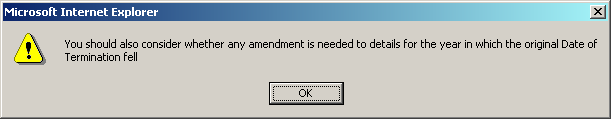 Microsoft Internet Explorer
You should also consider whether any amendment is needed to details for the year in which the original Date of
Termination fell
OK